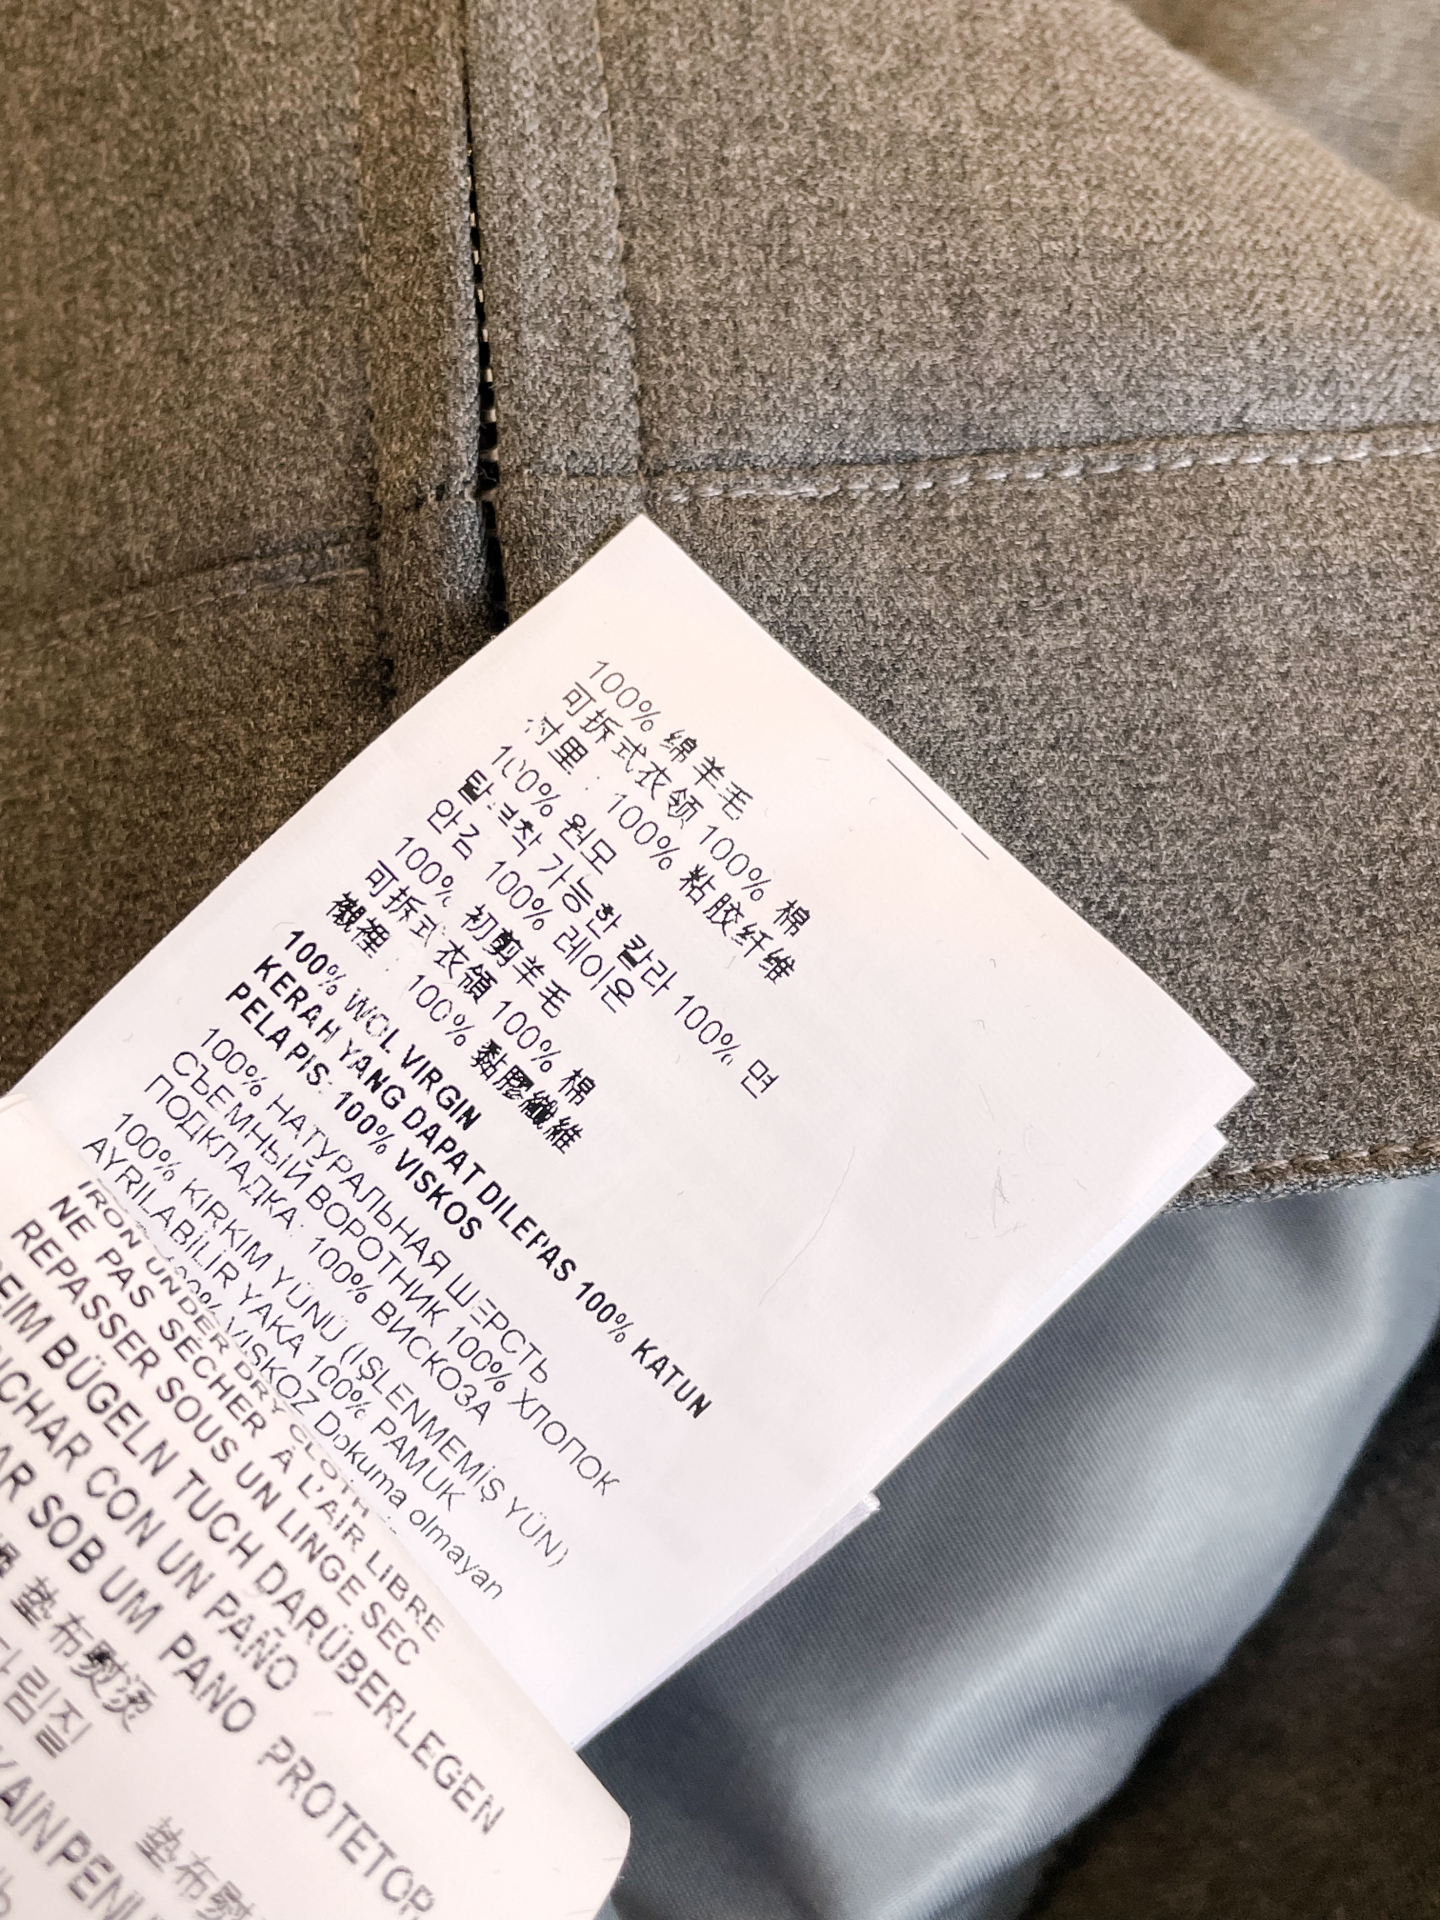 100% 绵羊毛
可拆式衣领 100% 棉
衬里 : 100% 粘胶纤维
100% 원모
탈부착 가능한 칼라 100% 면
안감 100% 레이온
100% 初剪羊毛
可拆式 衣領 100% 棉
襯裡 : 100% 黏膠纖維
100% WOL VIRGIN
KERAH YANG DAPAT DILEPAS 100% KATUN
PELAPIS: 100% VISKOS
100% НАТУРАЛЬНАЯ ШЕРСТЬ
СЪЕМНЫЙ ВОРОТНИК 100% ХЛОПОК
ПОДКЛАДКА: 100% ВИСКОЗА
100% KIRKIM YÜNÜ (İŞLENMEMİŞ YÜN)
AYRILABİLİR YAKA 100% PAMUK
100% VISKOZ Dokuma olmayan
IRON UNDER DRY CLOTH
NE PAS SÉCHER À L'AIR LIBRE
REPASSER SOUS UN LINGE SEC
BÜGELN TUCH DARÜBERLEGEN
CON UN PAÑO
SOB UM PANO PROTETOR
垫布熨烫
다림질
垫布熨